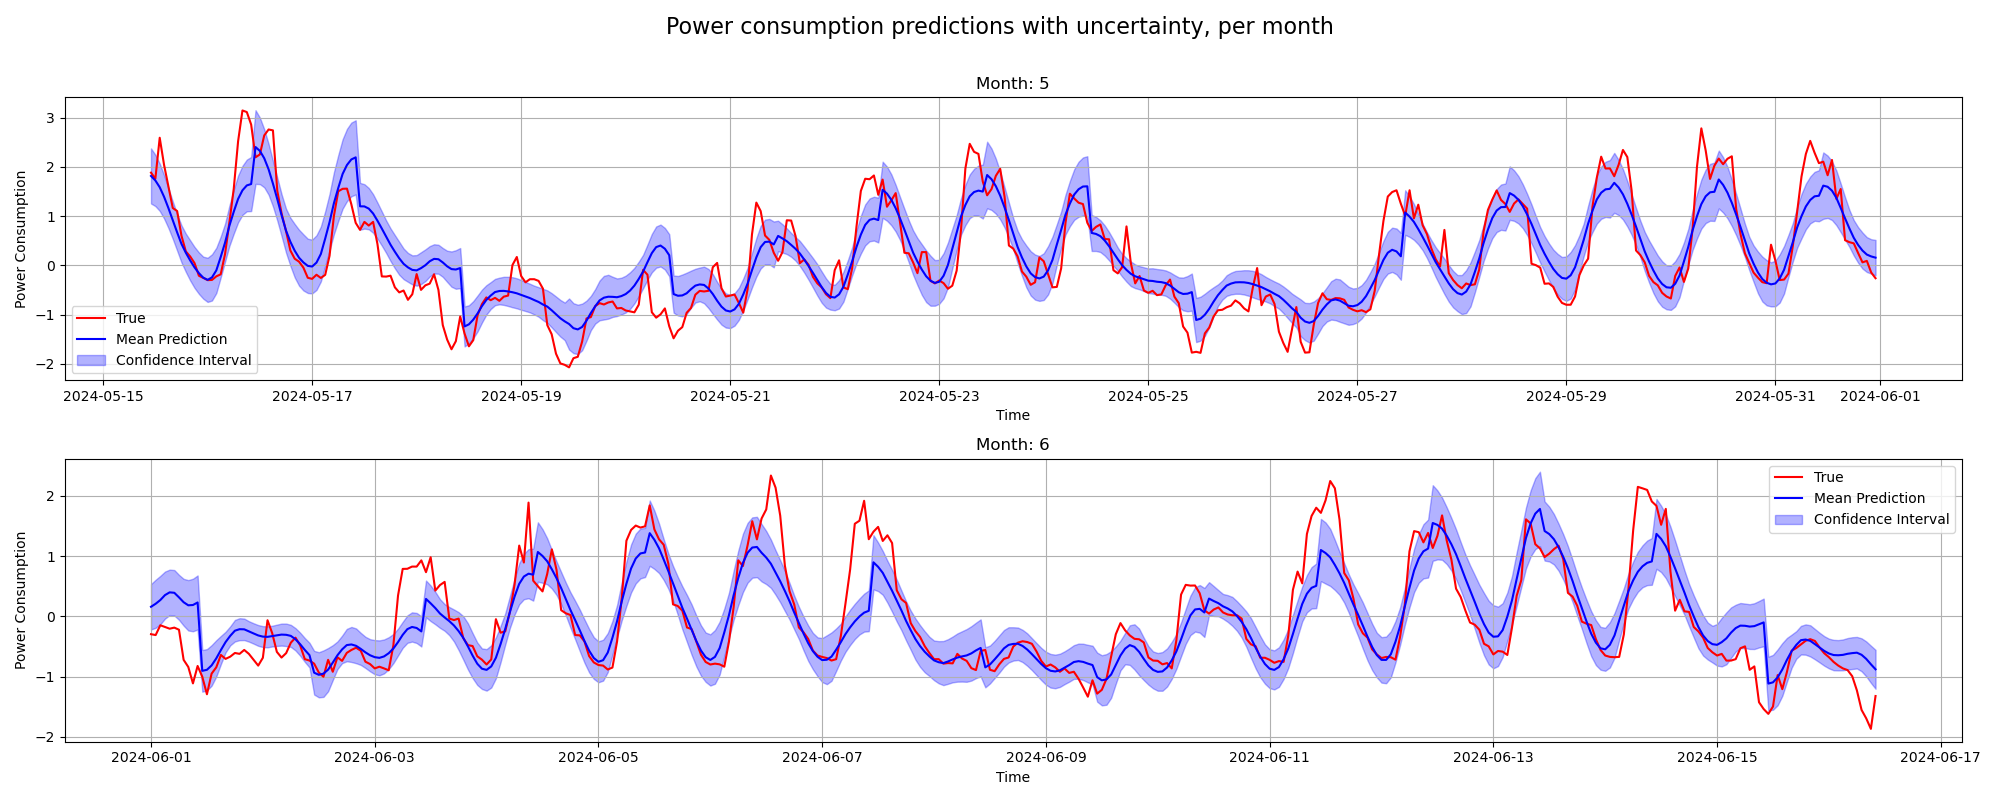 Power consumption predictions with uncertainty, per month
Month: 5
Power Consumption
3
2
1
0
−1
−2
True
Mean Prediction
Confidence Interval
2024-05-15 2024-05-17 2024-05-19 2024-05-21 2024-05-23 2024-05-25 2024-05-27 2024-05-29 2024-05-31 2024-06-01
Time
Month: 6
Power Consumption
2
1
0
−1
−2
True
Mean Prediction
Confidence Interval
2024-06-01 2024-06-03 2024-06-05 2024-06-07 2024-06-09 2024-06-11 2024-06-13 2024-06-15 2024-06-17
Time